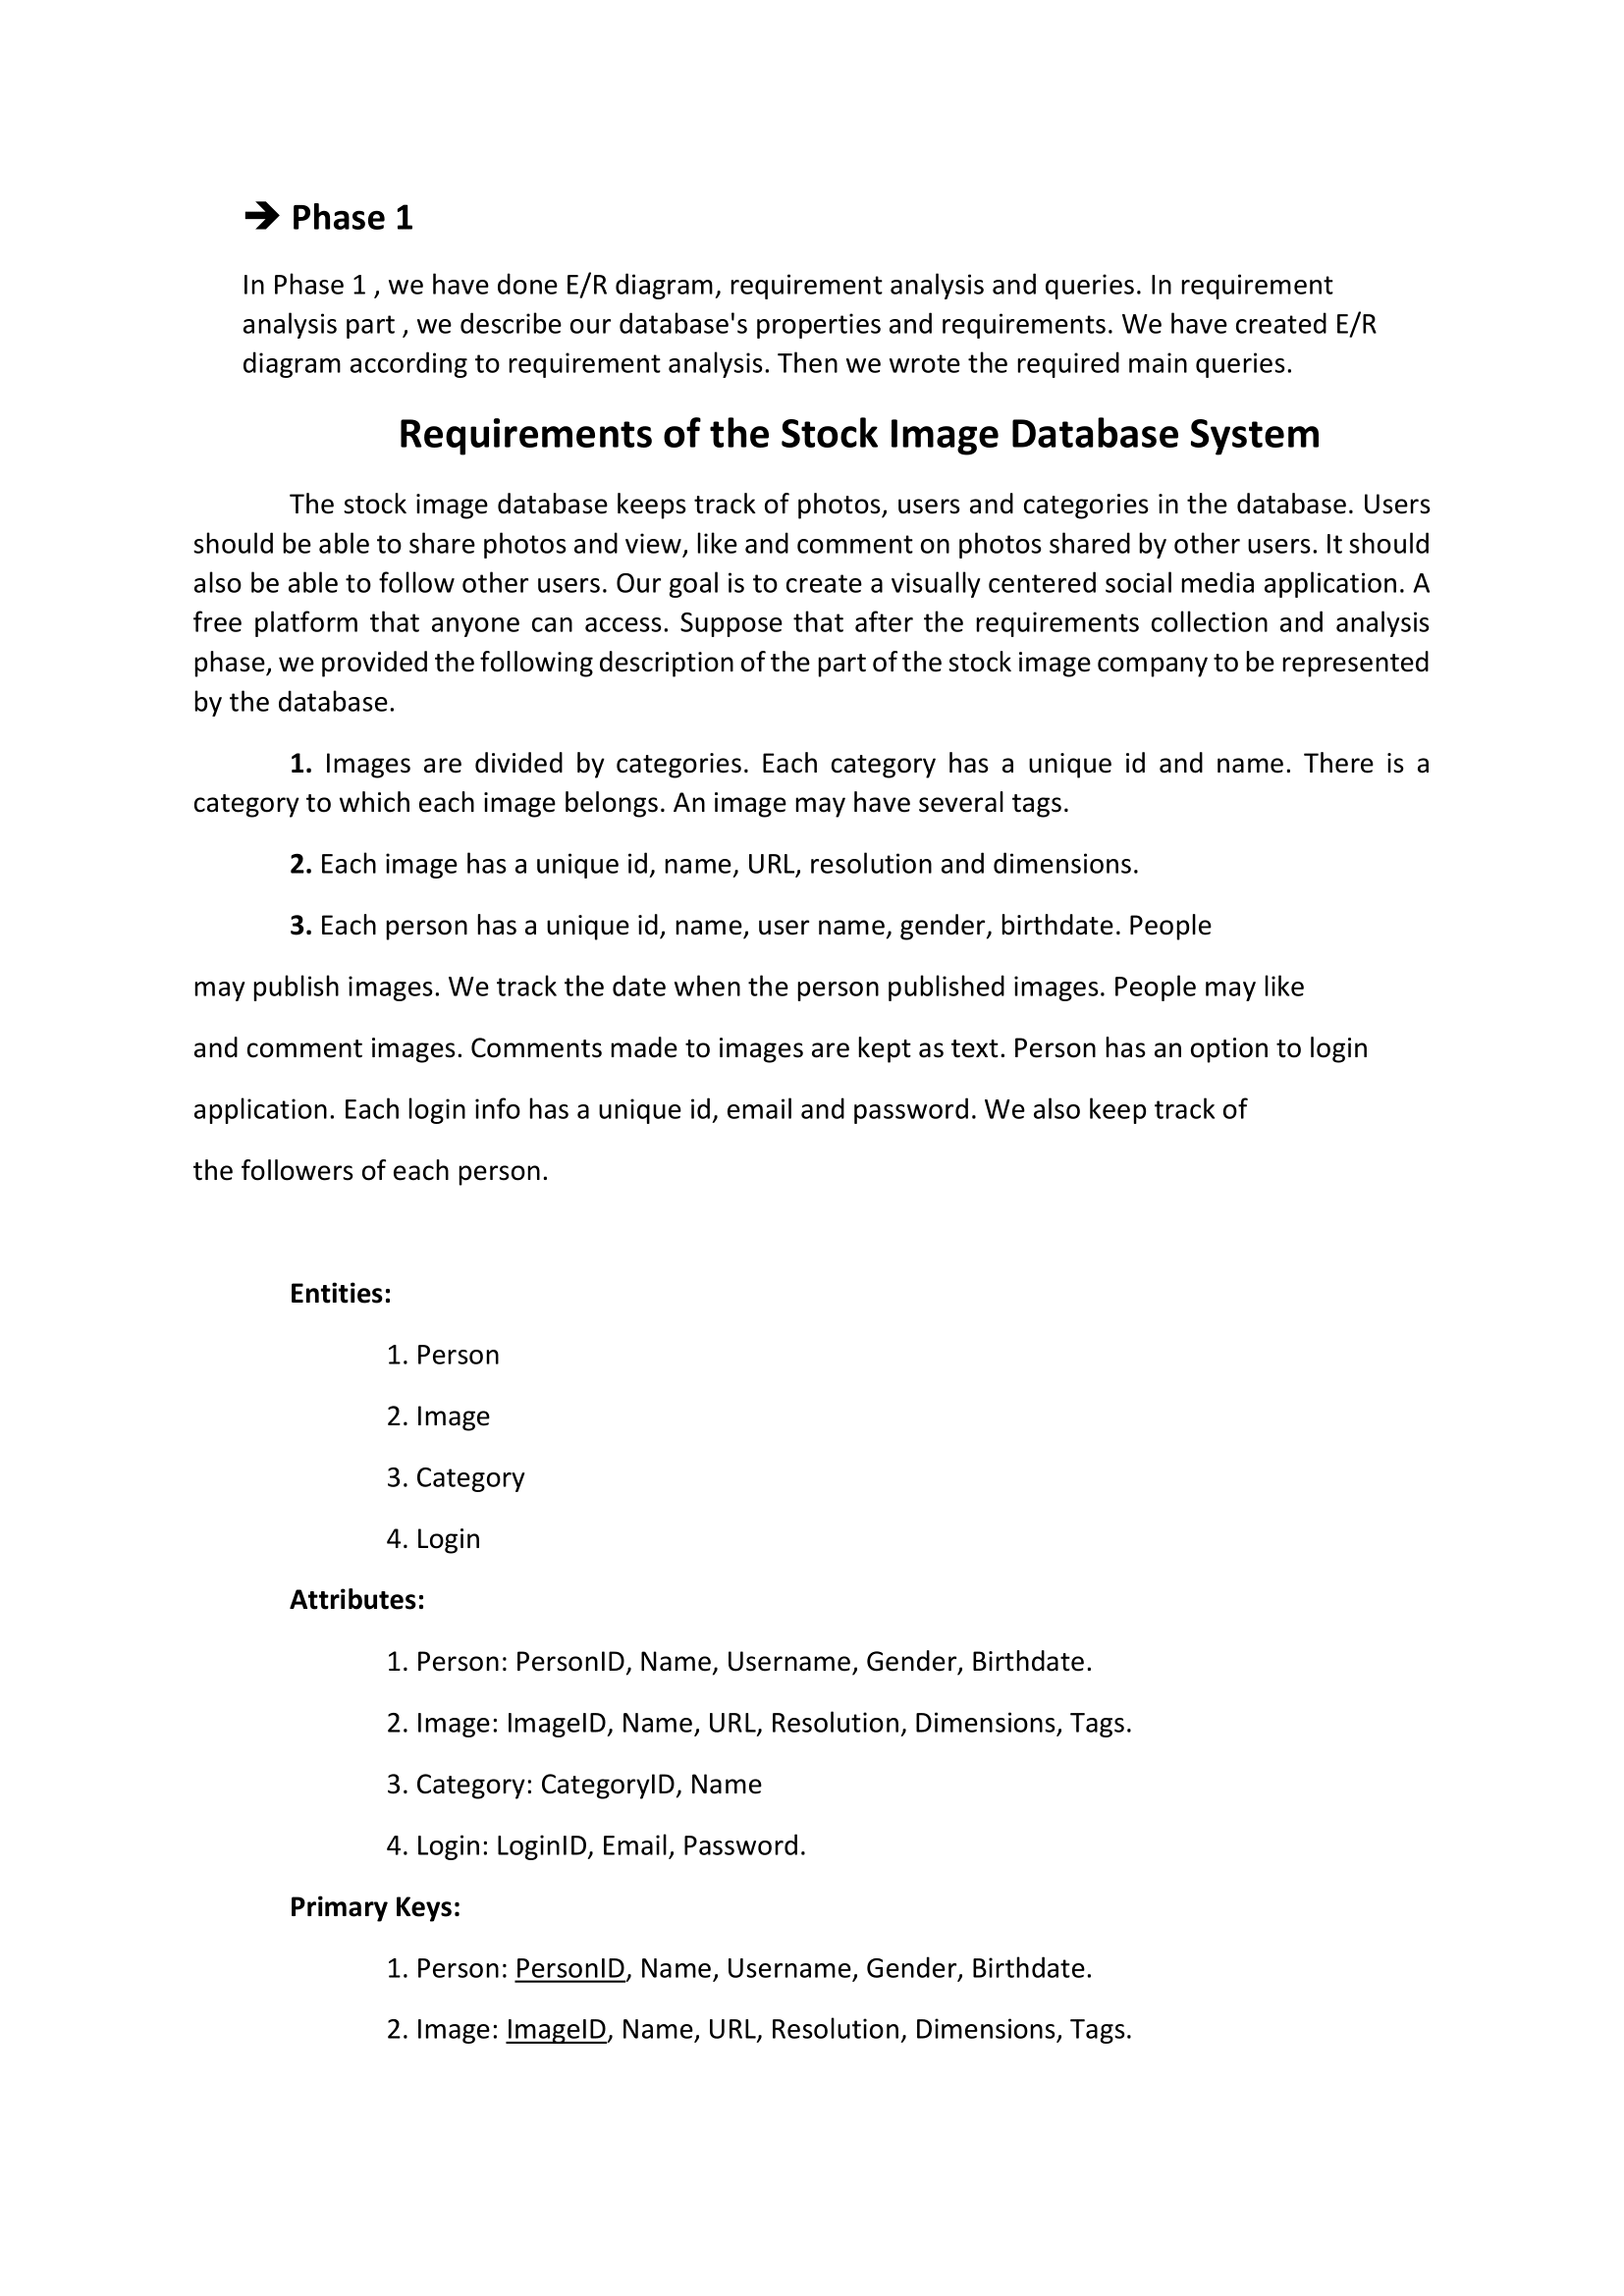 ➔ Phase 1
In Phase 1 , we have done E/R diagram, requirement analysis and queries. In requirement
analysis part , we describe our database's properties and requirements. We have created E/R
diagram according to requirement analysis. Then we wrote the required main queries.
Requirements of the Stock Image Database System
The stock image database keeps track of photos, users and categories in the database. Users
should be able to share photos and view, like and comment on photos shared by other users. It should
also be able to follow other users. Our goal is to create a visually centered social media application. A
free platform that anyone can access. Suppose that after the requirements collection and analysis
phase, we provided the following description of the part of the stock image company to be represented
by the database.
1. Images are divided by categories. Each category has a unique id and name. There is a
category to which each image belongs. An image may have several tags.
2. Each image has a unique id, name, URL, resolution and dimensions.
3. Each person has a unique id, name, user name, gender, birthdate. People
may publish images. We track the date when the person published images. People may like
and comment images. Comments made to images are kept as text. Person has an option to login
application. Each login info has a unique id, email and password. We also keep track of
the followers of each person.
Entities:
1. Person
2. Image
3. Category
4. Login
Attributes:
1. Person: PersonID, Name, Username, Gender, Birthdate.
2. Image: ImageID, Name, URL, Resolution, Dimensions, Tags.
3. Category: CategoryID, Name
4. Login: LoginID, Email, Password.
Primary Keys:
1. Person: PersonID, Name, Username, Gender, Birthdate.
2. Image: ImageID, Name, URL, Resolution, Dimensions, Tags.